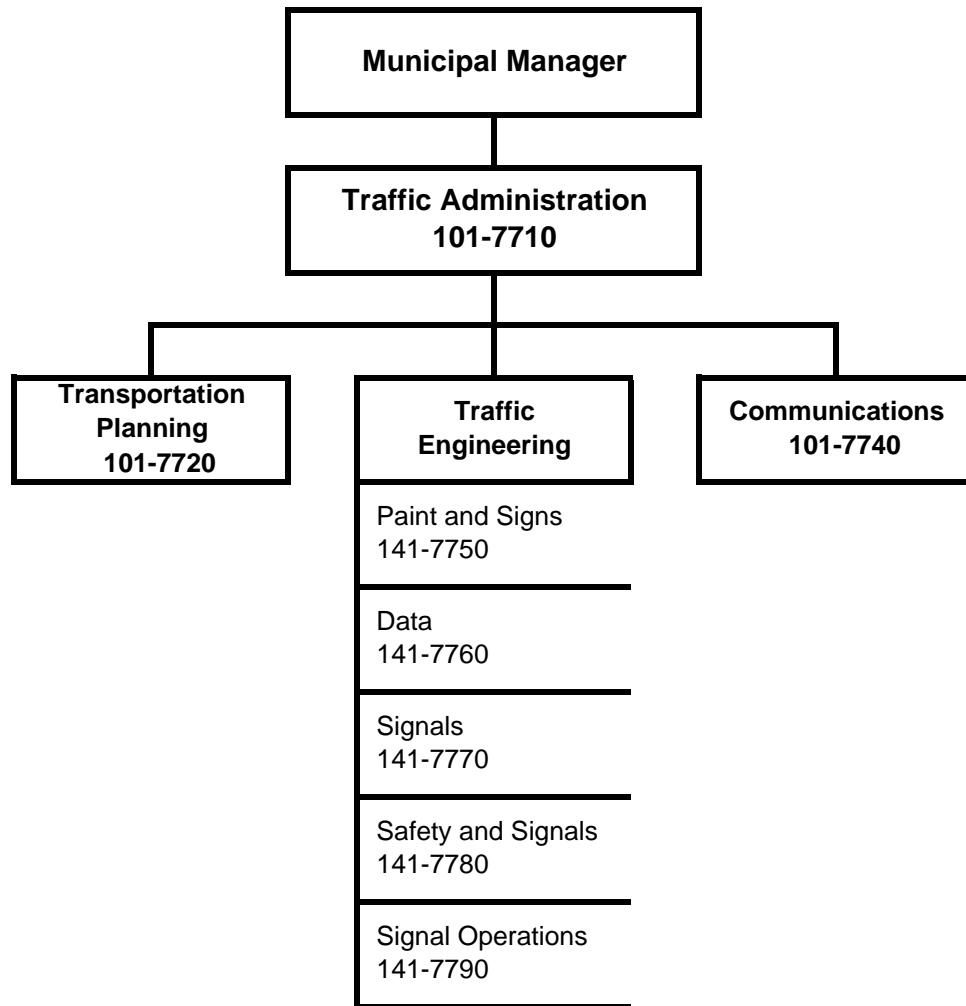 Municipal Manager
Traffic Administration
101-7710
Transportation
Planning
101-7720
Traffic
Engineering
Communications
101-7740
Paint and Signs
141-7750
Data
141-7760
Signals
141-7770
Safety and Signals
141-7780
Signal Operations
141-7790